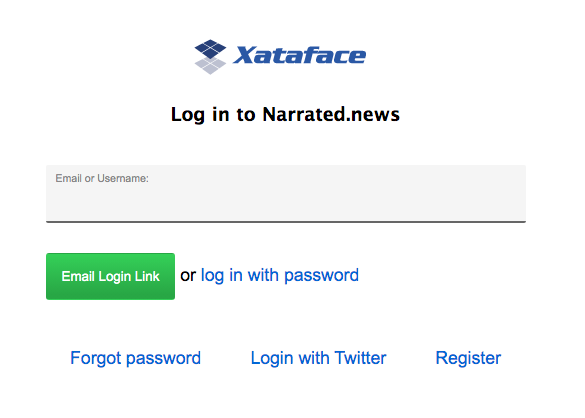 Xataface
Log in to Narrated.news
Email or Username:
Email Login Link or log in with password
Forgot password Login with Twitter Register